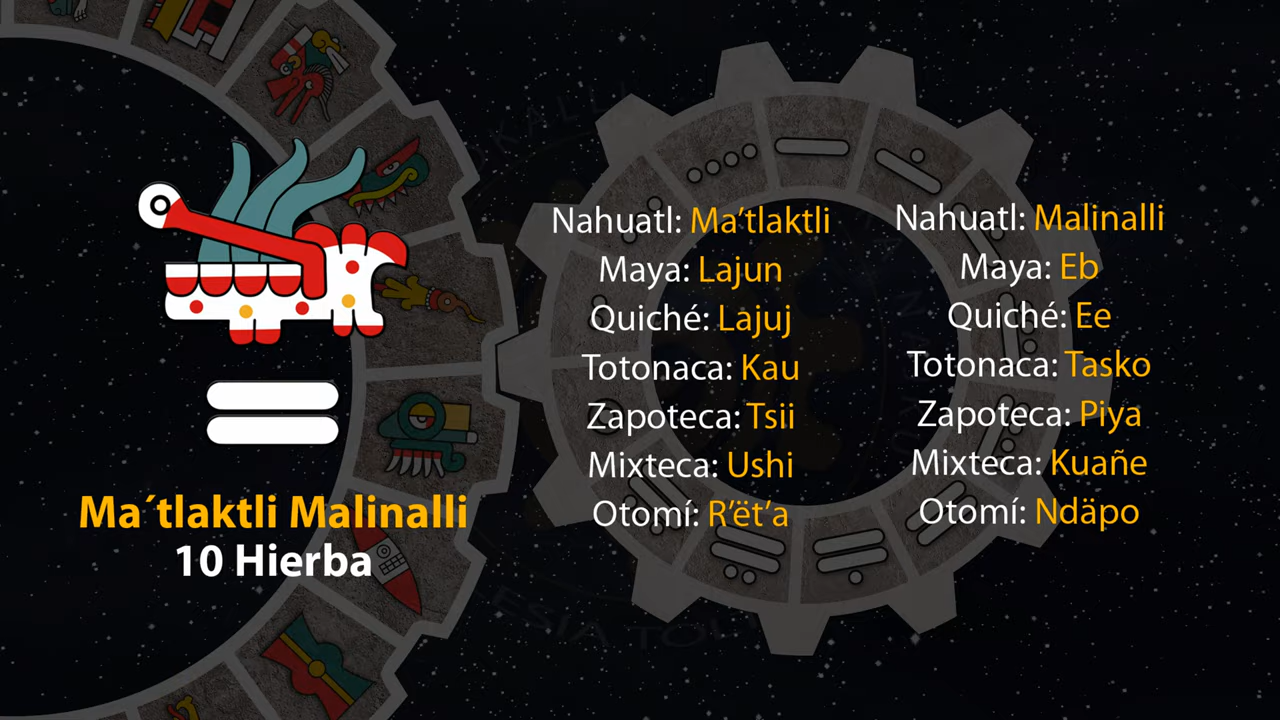 Ma´tlaktli Malinalli
10 Hierba
Nahuatl: Ma’tlaktli
Maya: Lajun
Quiché: Lajuj
Totonaca: Kau
Zapoteca: Tsii
Mixteca: Ushi
Otomí: R’ët’a
Nahuatl: Malinalli
Maya: Eb
Quiché: Ee
Totonaca: Tasko
Zapoteca: Piya
Mixteca: Kuañe
Otomí: Ndäpo